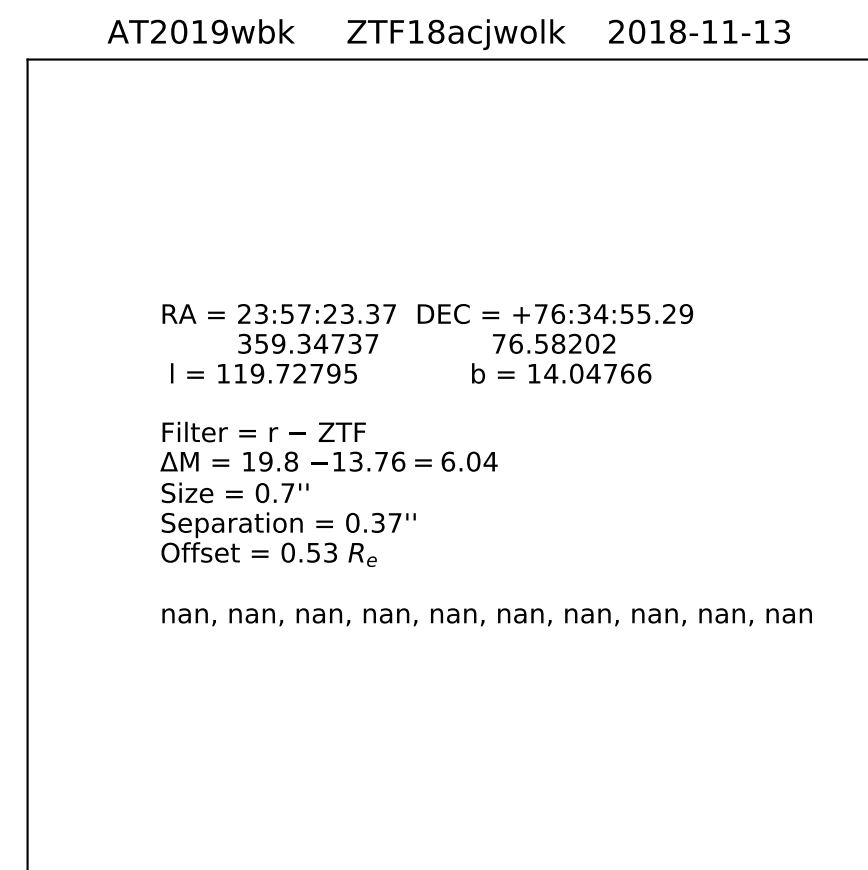 AT2019wbk ZTF18acjwolk 2018-11-13
RA = 23:57:23.37 DEC = +76:34:55.29
359.34737 76.58202
l = 119.72795 b = 14.04766
Filter = r − ZTF
ΔM = 19.8 −13.76 = 6.04
Size = 0.7''
Separation = 0.37''
Offset = 0.53 Rₑ
nan, nan, nan, nan, nan, nan, nan, nan, nan, nan